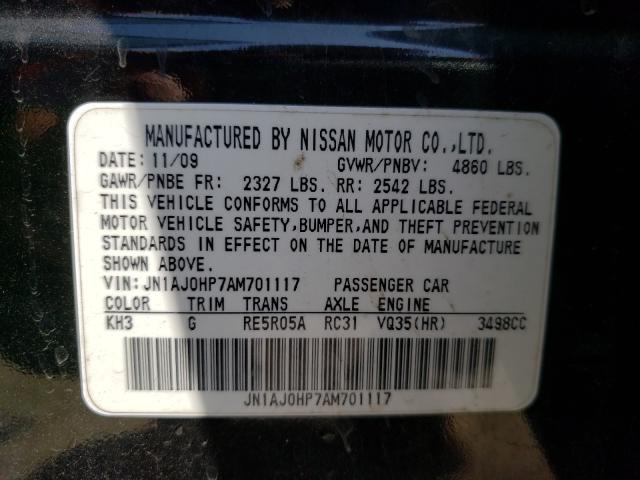 MANUFACTURED BY NISSAN MOTOR CO.,LTD.
DATE: 11/09 GVWR/PNBV: 4860 LBS.
GAWR/PNBE FR: 2327 LBS. RR: 2542 LBS.
THIS VEHICLE CONFORMS TO ALL APPLICABLE FEDERAL
MOTOR VEHICLE SAFETY,BUMPER,AND THEFT PREVENTION
STANDARDS IN EFFECT ON THE DATE OF MANUFACTURE
SHOWN ABOVE.
VIN:JN1AJ0HP7AM701117 PASSENGER CAR
COLOR TRIM TRANS AXLE ENGINE
KH3 G RE5R05A RC31 VQ35(HR) 3498CC
JN1AJ0HP7AM701117